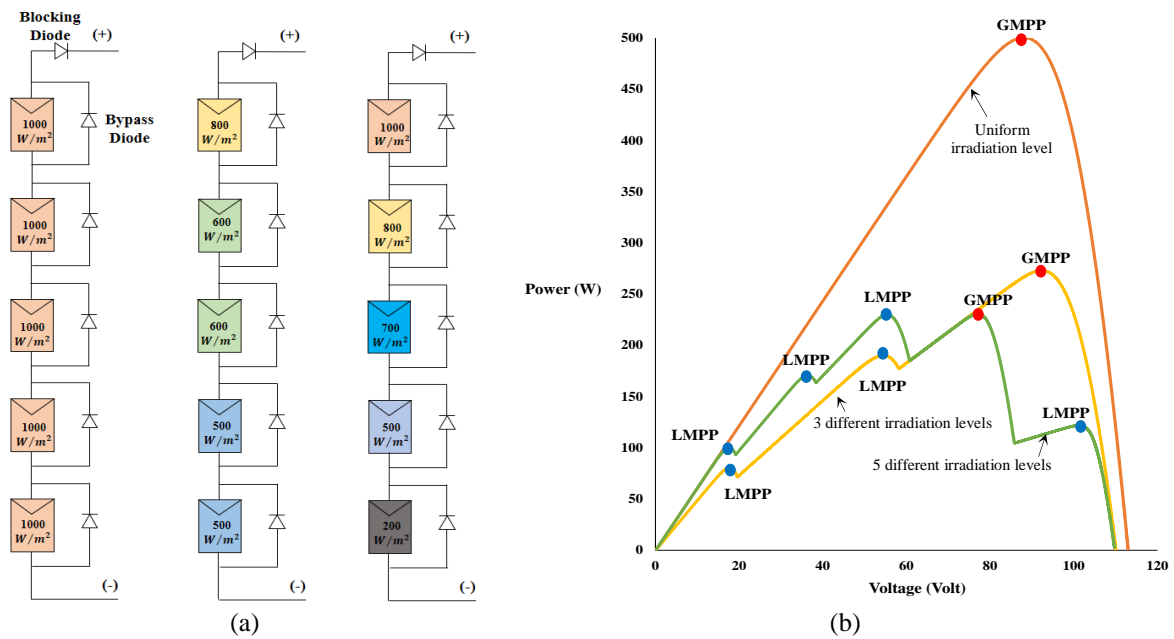 Blocking
Diode
(+)
1000
W/m²
Bypass
Diode
1000
W/m²
1000
W/m²
1000
W/m²
1000
W/m²
(-)
(+)
800
W/m²
600
W/m²
600
W/m²
500
W/m²
500
W/m²
(-)
(+)
1000
W/m²
800
W/m²
700
W/m²
500
W/m²
200
W/m²
(-)
(a)
Power (W)
500
450
400
350
300
250
200
150
100
50
0
GMPP
Uniform
irradiation level
GMPP
LMPP
GMPP
LMPP
LMPP
3 different irradiation levels
LMPP
LMPP
5 different irradiation levels
LMPP
0 20 40 60 80 100 120
Voltage (Volt)
(b)